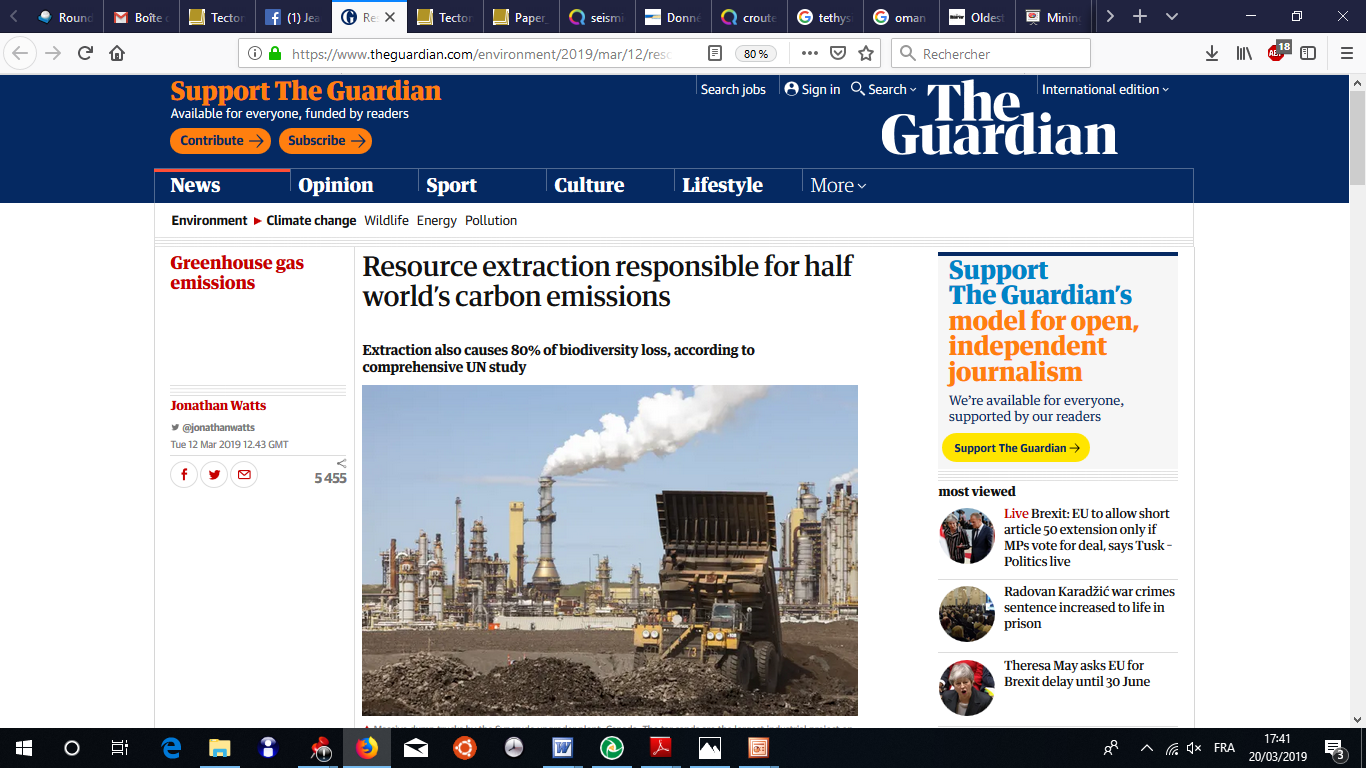 Round
Boîte
Tector
(1) Jea
Re
Tector
Paper_
seism
Donné
croute
tethys
oman
Oldest
Mining
https://www.theguardian.com/environment/2019/mar/12/resc
80 %
Rechercher
18
Support The Guardian
Available for everyone, funded by readers
Contribute
Subscribe
Search jobs
Sign in
Search
International edition
The
Guardian
News
Opinion
Sport
Culture
Lifestyle
More
Environment
Climate change
Wildlife
Energy
Pollution
Greenhouse gas
emissions
Jonathan Watts
@jonathanwatts
Tue 12 Mar 2019 12.43 GMT
5 455
Resource extraction responsible for half
world's carbon emissions
Extraction also causes 80% of biodiversity loss, according to
comprehensive UN study
Support
The Guardian's
model for open,
independent
journalism
We're available for everyone,
supported by our readers
Support The Guardian
most viewed
Live Brexit: EU to allow short
article 50 extension only if
MPs vote for deal, says Tusk –
Politics live
Radovan Karadžić war crimes
sentence increased to life in
prison
Theresa May asks EU for
Brexit delay until 30 June
FRA
17:41
20/03/2019
3